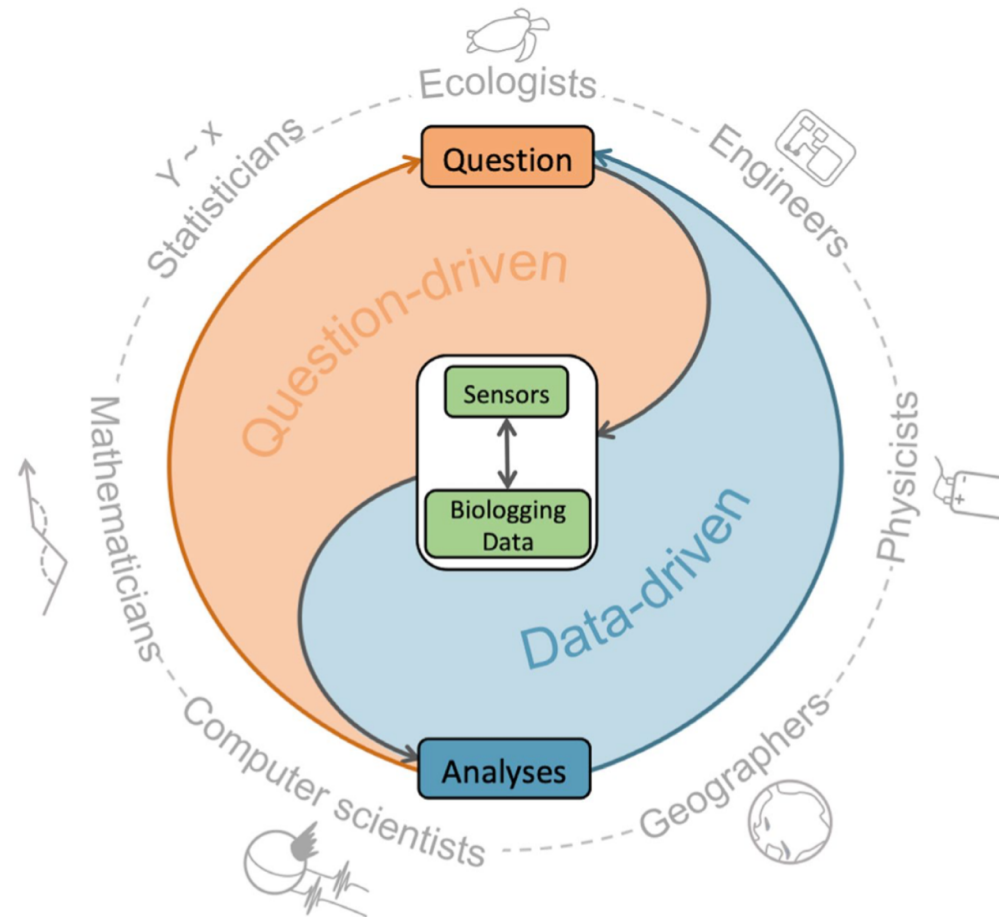 Ecologists
Y ~ X
Statisticians
Engineers
Question
Question-driven
Sensors
Mathematicians
Physicists
Biologging
Data
+
-
Data-driven
Computer scientists
Geographers
Analyses